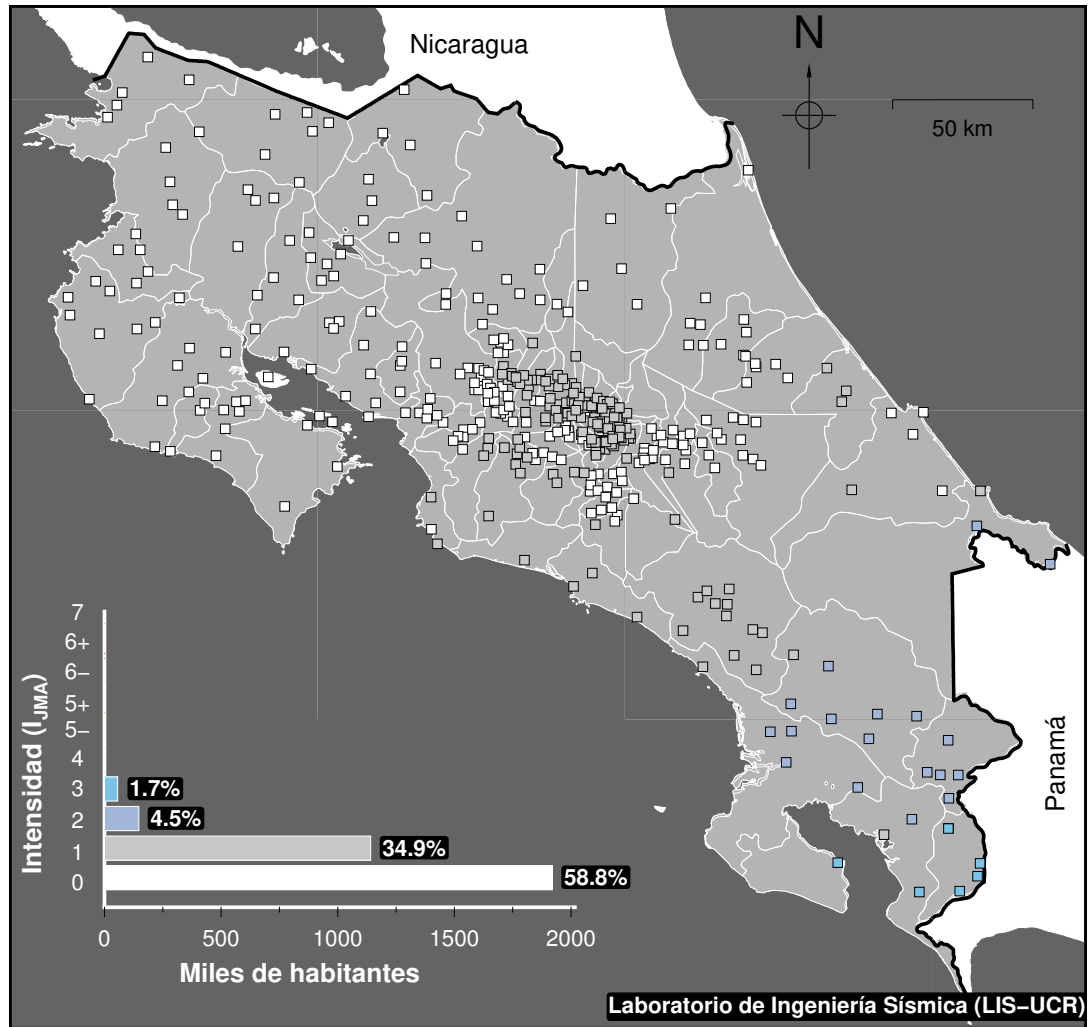 Nicaragua
N
50 km
Panamá
Intensidad (I_JMA)
7
6+
6−
5+
5−
4
3
2
1
0
1.7%
4.5%
34.9%
58.8%
0
500
1000
1500
2000
Miles de habitantes
Laboratorio de Ingeniería Sísmica (LIS−UCR)